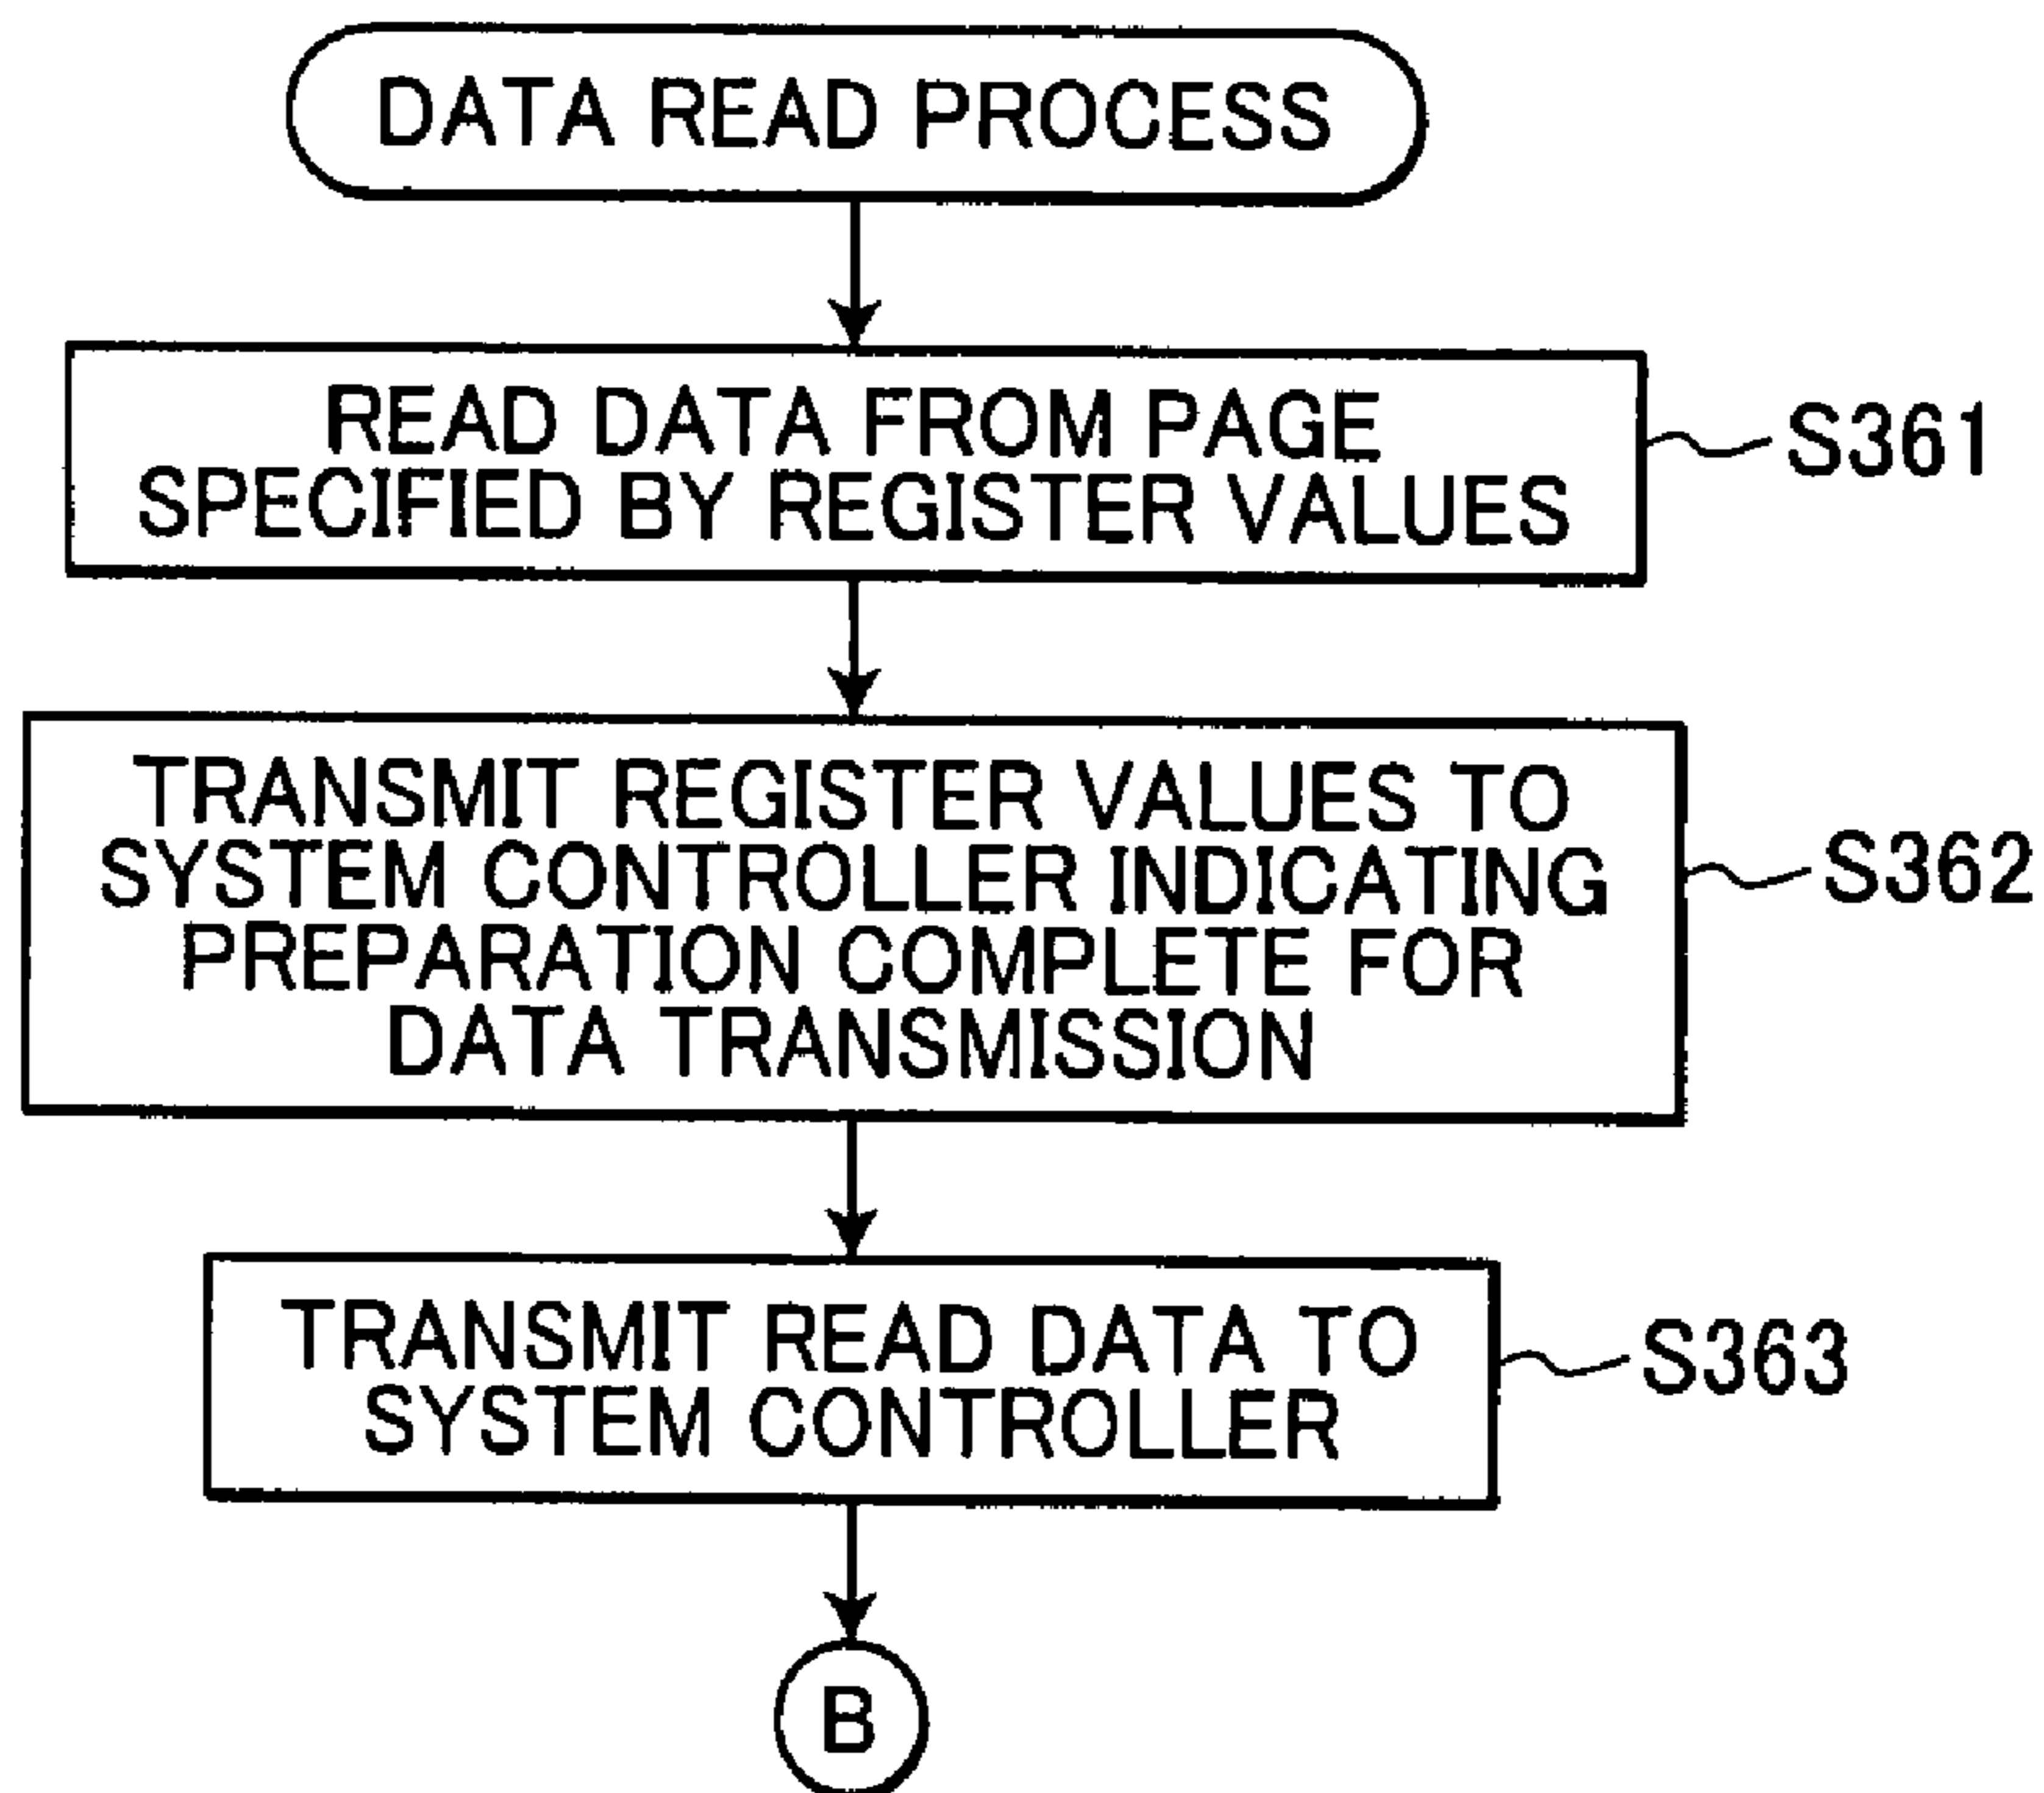 DATA READ PROCESS
READ DATA FROM PAGE
SPECIFIED BY REGISTER VALUES
S361
TRANSMIT REGISTER VALUES TO
SYSTEM CONTROLLER INDICATING
PREPARATION COMPLETE FOR
DATA TRANSMISSION
S362
TRANSMIT READ DATA TO
SYSTEM CONTROLLER
S363
B